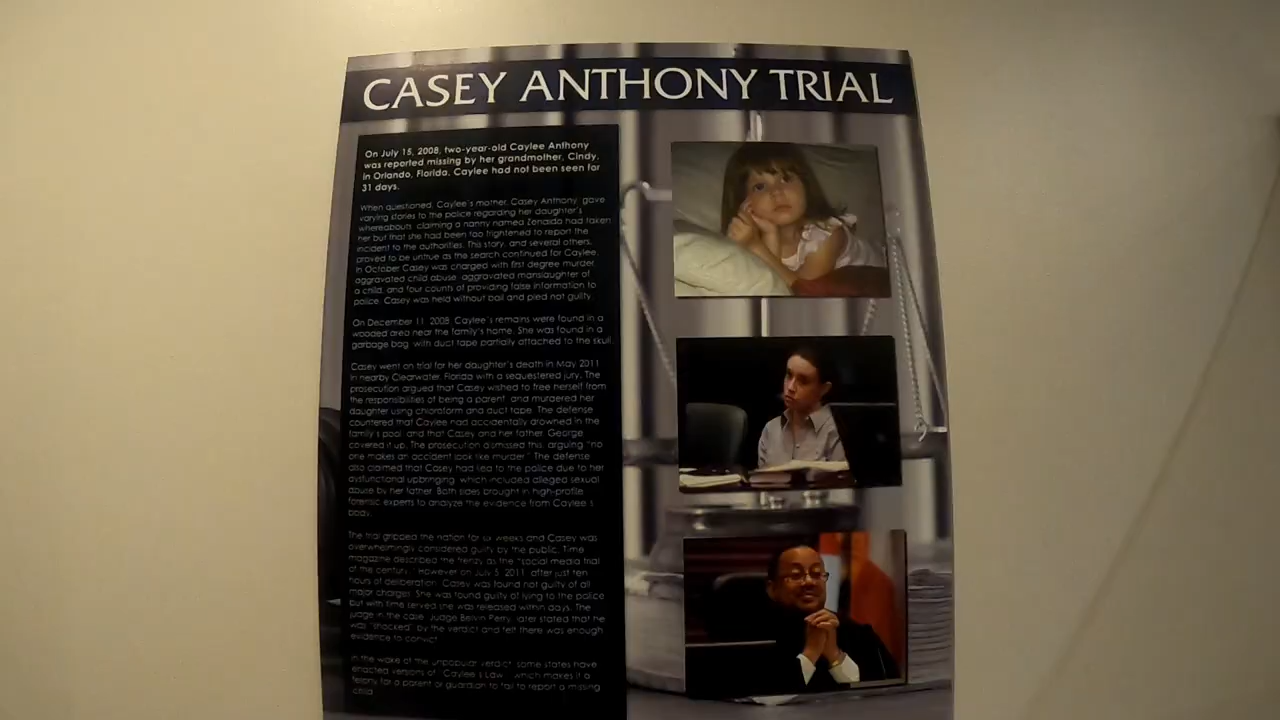 CASEY ANTHONY TRIAL
On July 15, 2008, two-year-old Caylee Anthony
was reported missing by her grandmother, Cindy,
in Orlando, Florida. Caylee had not been seen for
31 days.
When questioned, Caylee's mother, Casey Anthony, gave
varying stories to the police regarding her daughter's
whereabouts, claiming a nanny named Zenaida had taken
her but that she had been too frightened to report the
incident to the authorities. This story, and several others,
proved to be untrue as the search continued for Caylee.
In October Casey was charged with first degree murder,
aggravated child abuse, aggravated manslaughter of
a child, and four counts of providing false information to
police. Casey was held without bail and pled not guilty.
On December 11, 2008, Caylee's remains were found in a
wooded area near the family's home. She was found in a
garbage bag, with duct tape partially attached to the skull.
Casey went on trial for her daughter's death in May 2011
in nearby Clearwater, Florida with a sequestered jury. The
prosecution argued that Casey wished to free herself from
the responsibilities of being a parent, and murdered her
daughter using chloroform and duct tape. The defense
countered that Caylee had accidentally drowned in the
family's pool, and that Casey and her father, George,
covered it up. The prosecution dismissed this, arguing "no
one makes an accident look like murder." The defense
also claimed that Casey had lied to the police due to her
dysfunctional upbringing, which included alleged sexual
abuse by her father. Both sides brought in high-profile
forensic experts to analyze the evidence from Caylee's
body.
The trial gripped the nation for six weeks and Casey was
overwhelmingly considered guilty by the public. Time
magazine described the frenzy as the "social media trial
of the century." However on July 5, 2011, after just ten
hours of deliberation, Casey was found not guilty of all
major charges. She was found guilty of lying to the police
but with time served she was released within days. The
judge in the case, Judge Belvin Perry, later stated that he
was "shocked" by the verdict and felt there was enough
evidence to convict.
In the wake of the unpopular verdict, some states have
enacted versions of "Caylee's Law", which makes it a
felony for a parent or guardian to fail to report a missing
child.